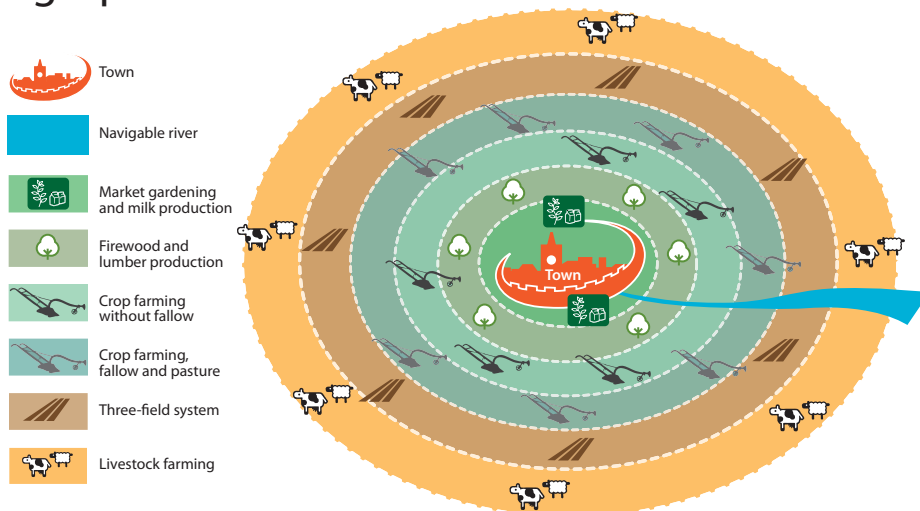 Town
Navigable river
Market gardening
and milk production
Firewood and
lumber production
Crop farming
without fallow
Crop farming,
fallow and pasture
Three-field system
Livestock farming
Town